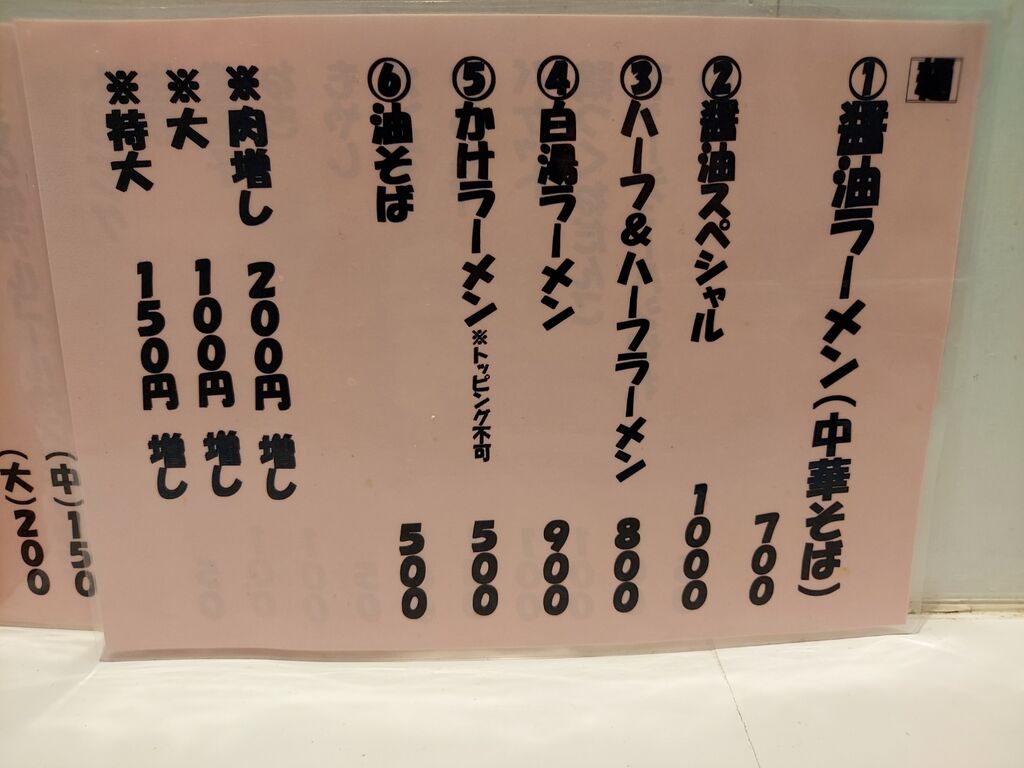 麺
①醤油ラーメン(中華そば)
700
②醤油スペシャル 1000
③ハーフ&ハーフラーメン 800
④白湯ラーメン 900
⑤かけラーメン※トッピング不可 500
⑥油そば 500
※肉増し 200円 増し
※大 100円 増し
※特大 150円 増し
(中)150
(大)200